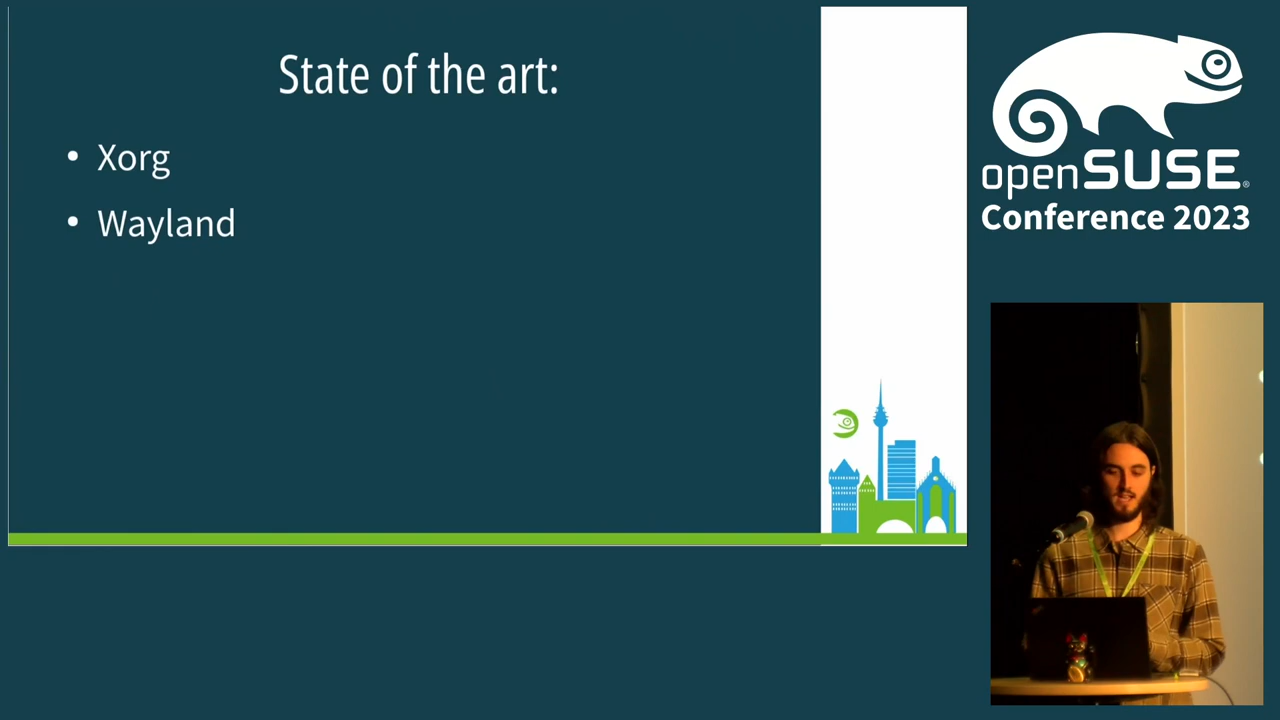 State of the art:
• Xorg
• Wayland
openSUSE®
Conference 2023